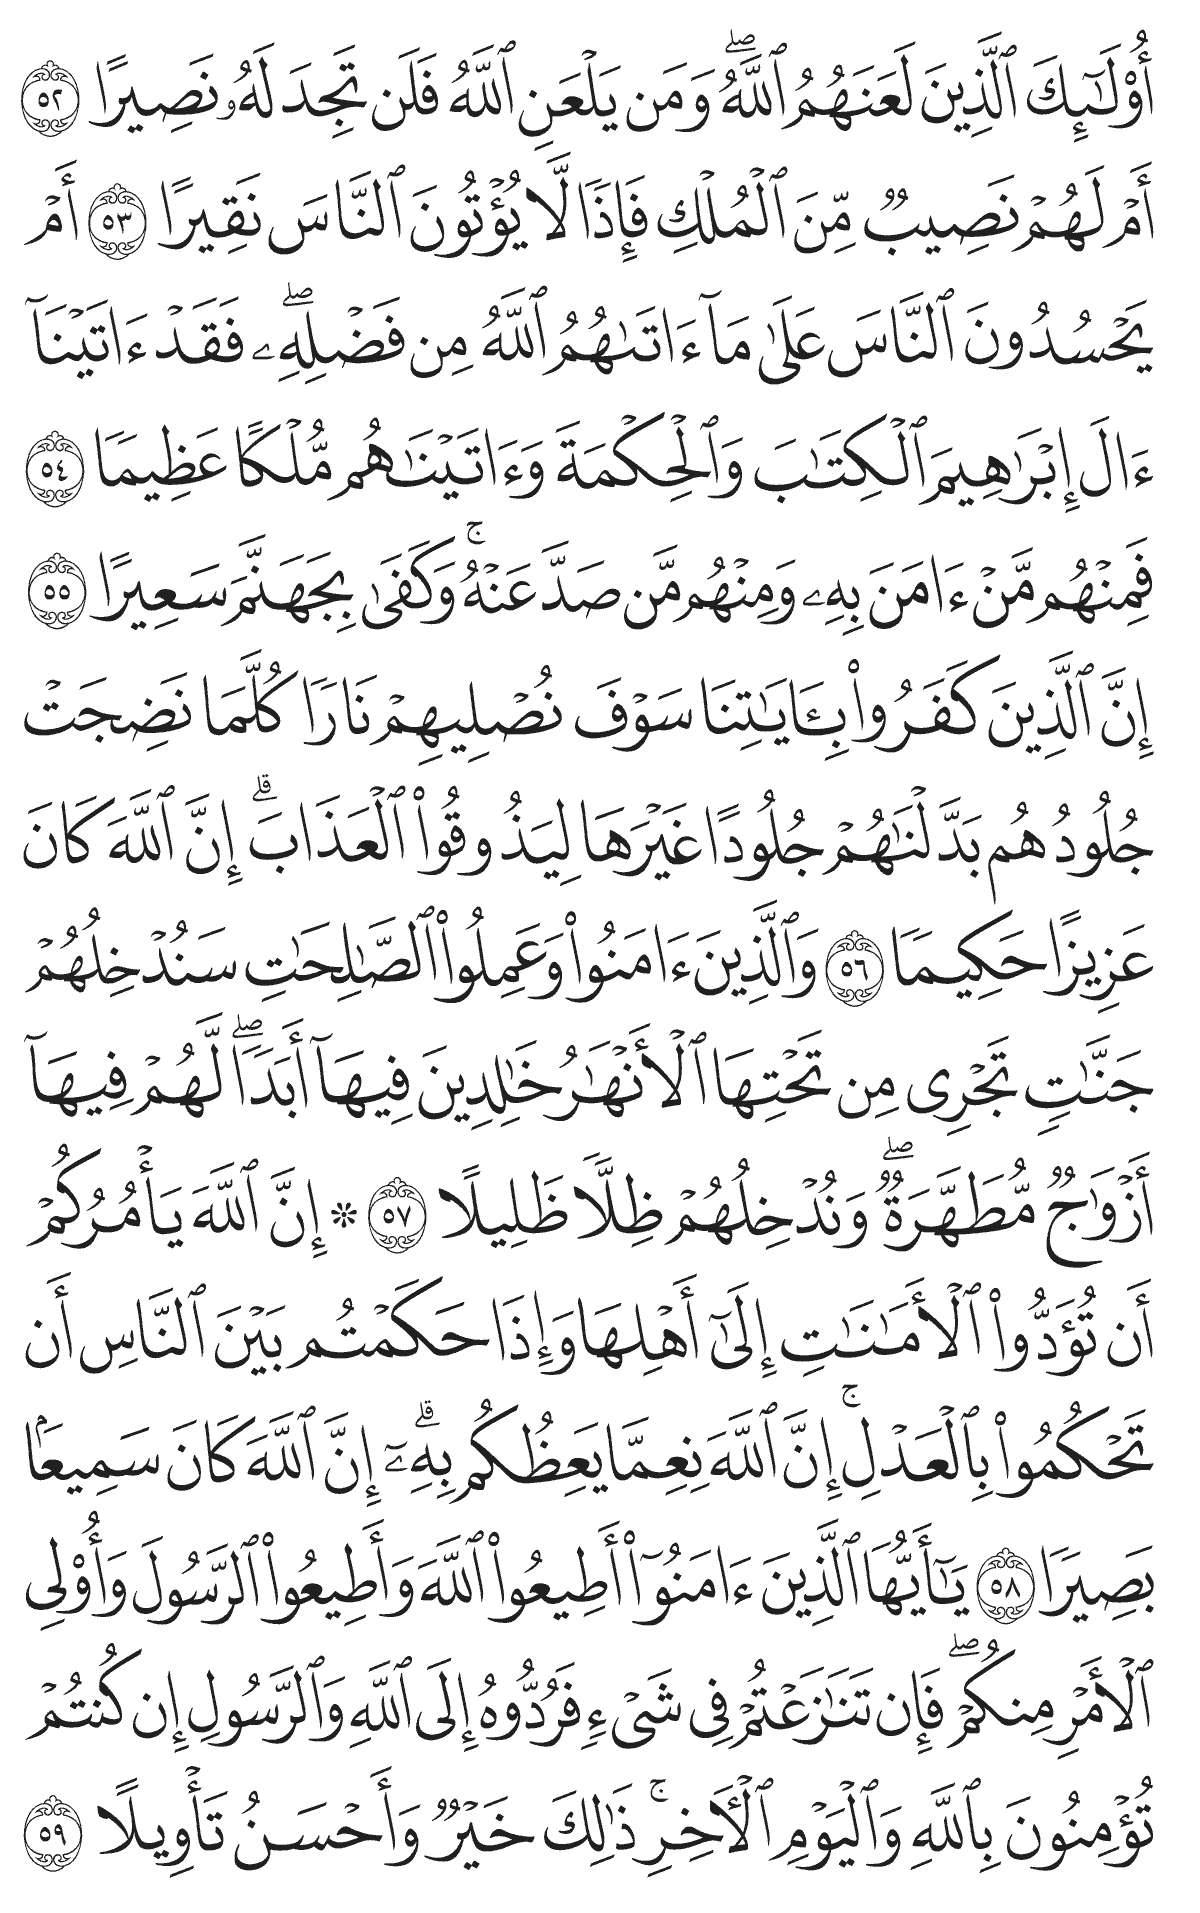 أُوْلَٰٓئِكَ ٱلَّذِينَ لَعَنَهُمُ ٱللَّهُۖ وَمَن يَلْعَنِ ٱللَّهُ فَلَن تَجِدَ لَهُۥ نَصِيرًا ٥٢
أَمْ لَهُمْ نَصِيبٌ مِّنَ ٱلْمُلْكِ فَإِذًا لَّا يُؤْتُونَ ٱلنَّاسَ نَقِيرًا ٥٣ أَمْ
يَحْسُدُونَ ٱلنَّاسَ عَلَىٰ مَآ ءَاتَىٰهُمُ ٱللَّهُ مِن فَضْلِهِۦۖ فَقَدْ ءَاتَيْنَآ
ءَالَ إِبْرَٰهِيمَ ٱلْكِتَٰبَ وَٱلْحِكْمَةَ وَءَاتَيْنَٰهُم مُّلْكًا عَظِيمًا ٥٤
فَمِنْهُم مَّنْ ءَامَنَ بِهِۦ وَمِنْهُم مَّن صَدَّ عَنْهُۚ وَكَفَىٰ بِجَهَنَّمَ سَعِيرًا ٥٥
إِنَّ ٱلَّذِينَ كَفَرُواْ بِـَٔايَٰتِنَا سَوْفَ نُصْلِيهِمْ نَارًا كُلَّمَا نَضِجَتْ
جُلُودُهُم بَدَّلْنَٰهُمْ جُلُودًا غَيْرَهَا لِيَذُوقُواْ ٱلْعَذَابَۗ إِنَّ ٱللَّهَ كَانَ
عَزِيزًا حَكِيمًا ٥٦ وَٱلَّذِينَ ءَامَنُواْ وَعَمِلُواْ ٱلصَّٰلِحَٰتِ سَنُدْخِلُهُمْ
جَنَّٰتٍ تَجْرِى مِن تَحْتِهَا ٱلْأَنْهَٰرُ خَٰلِدِينَ فِيهَآ أَبَدًاۖ لَّهُمْ فِيهَآ
أَزْوَٰجٌ مُّطَهَّرَةٌۖ وَنُدْخِلُهُمْ ظِلًّا ظَلِيلًا ٥٧ ۞ إِنَّ ٱللَّهَ يَأْمُرُكُمْ
أَن تُؤَدُّواْ ٱلْأَمَٰنَٰتِ إِلَىٰٓ أَهْلِهَا وَإِذَا حَكَمْتُم بَيْنَ ٱلنَّاسِ أَن
تَحْكُمُواْ بِٱلْعَدْلِۚ إِنَّ ٱللَّهَ نِعِمَّا يَعِظُكُم بِهِۦٓۗ إِنَّ ٱللَّهَ كَانَ سَمِيعًۢا
بَصِيرًا ٥٨ يَٰٓأَيُّهَا ٱلَّذِينَ ءَامَنُوٓاْ أَطِيعُواْ ٱللَّهَ وَأَطِيعُواْ ٱلرَّسُولَ وَأُوْلِى
ٱلْأَمْرِ مِنكُمْۖ فَإِن تَنَٰزَعْتُمْ فِى شَىْءٍ فَرُدُّوهُ إِلَى ٱللَّهِ وَٱلرَّسُولِ إِن كُنتُمْ
تُؤْمِنُونَ بِٱللَّهِ وَٱلْيَوْمِ ٱلْأَخِرِۚ ذَٰلِكَ خَيْرٌ وَأَحْسَنُ تَأْوِيلًا ٥٩